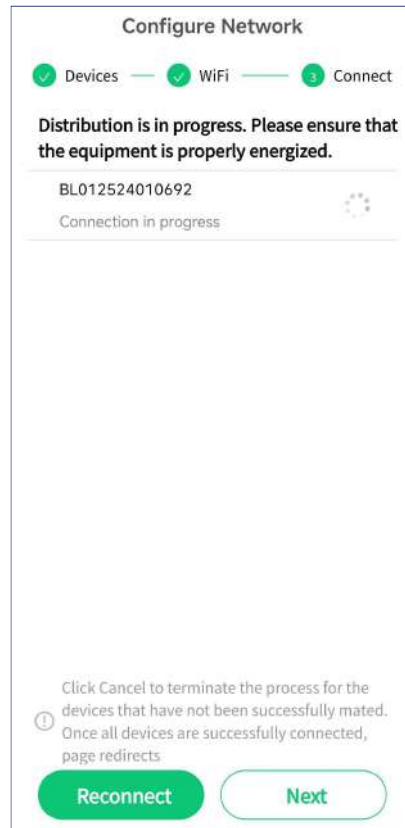 Configure Network
Devices WiFi 3 Connect
Distribution is in progress. Please ensure that
the equipment is properly energized.
BL012524010692
Connection in progress
Click Cancel to terminate the process for the
devices that have not been successfully mated.
Once all devices are successfully connected,
page redirects
Reconnect Next